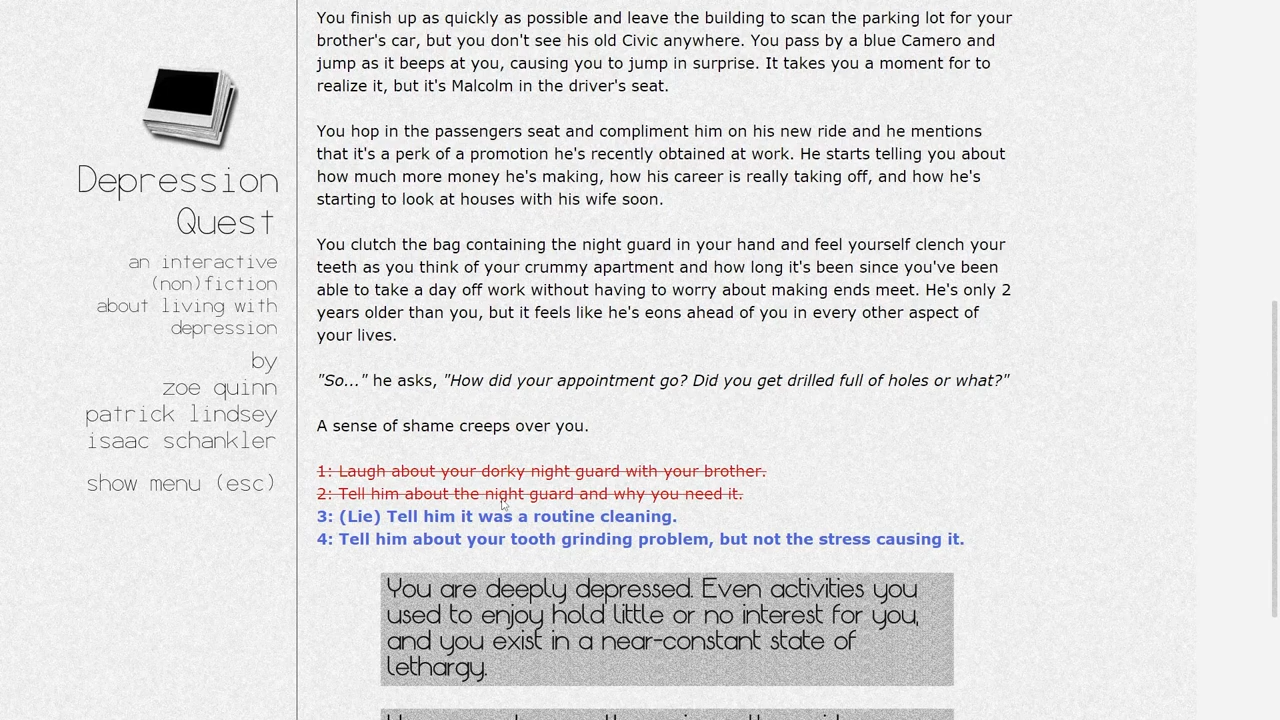 You finish up as quickly as possible and leave the building to scan the parking lot for your
brother's car, but you don't see his old Civic anywhere. You pass by a blue Camero and
jump as it beeps at you, causing you to jump in surprise. It takes you a moment for to
realize it, but it's Malcolm in the driver's seat.
You hop in the passengers seat and compliment him on his new ride and he mentions
that it's a perk of a promotion he's recently obtained at work. He starts telling you about
how much more money he's making, how his career is really taking off, and how he's
starting to look at houses with his wife soon.
You clutch the bag containing the night guard in your hand and feel yourself clench your
teeth as you think of your crummy apartment and how long it's been since you've been
able to take a day off work without having to worry about making ends meet. He's only 2
years older than you, but it feels like he's eons ahead of you in every other aspect of
your lives.
"So..." he asks, "How did your appointment go? Did you get drilled full of holes or what?"
A sense of shame creeps over you.
1: Laugh about your dorky night guard with your brother.
2: Tell him about the night guard and why you need it.
3: (Lie) Tell him it was a routine cleaning.
4: Tell him about your tooth grinding problem, but not the stress causing it.
You are deeply depressed. Even activities you
used to enjoy hold little or no interest for you,
and you exist in a near-constant state of
lethargy.
Depression
Quest
an interactive
(non)fiction
about living with
depression
by
zoe quinn
patrick lindsey
isaac schankler
show menu (esc)